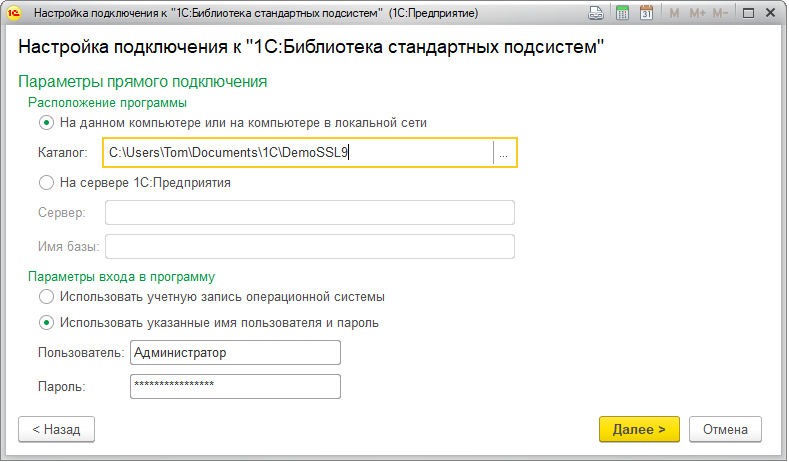 Настройка подключения к "1С:Библиотека стандартных подсистем" (1С:Предприятие)
31 M M+ M−
Настройка подключения к "1С:Библиотека стандартных подсистем"
Параметры прямого подключения
Расположение программы
На данном компьютере или на компьютере в локальной сети
Каталог: C:\Users\Tom\Documents\1C\DemoSSL9 ...
На сервере 1С:Предприятия
Сервер:
Имя базы:
Параметры входа в программу
Использовать учетную запись операционной системы
Использовать указанные имя пользователя и пароль
Пользователь: Администратор
Пароль: ****************
< Назад Далее > Отмена